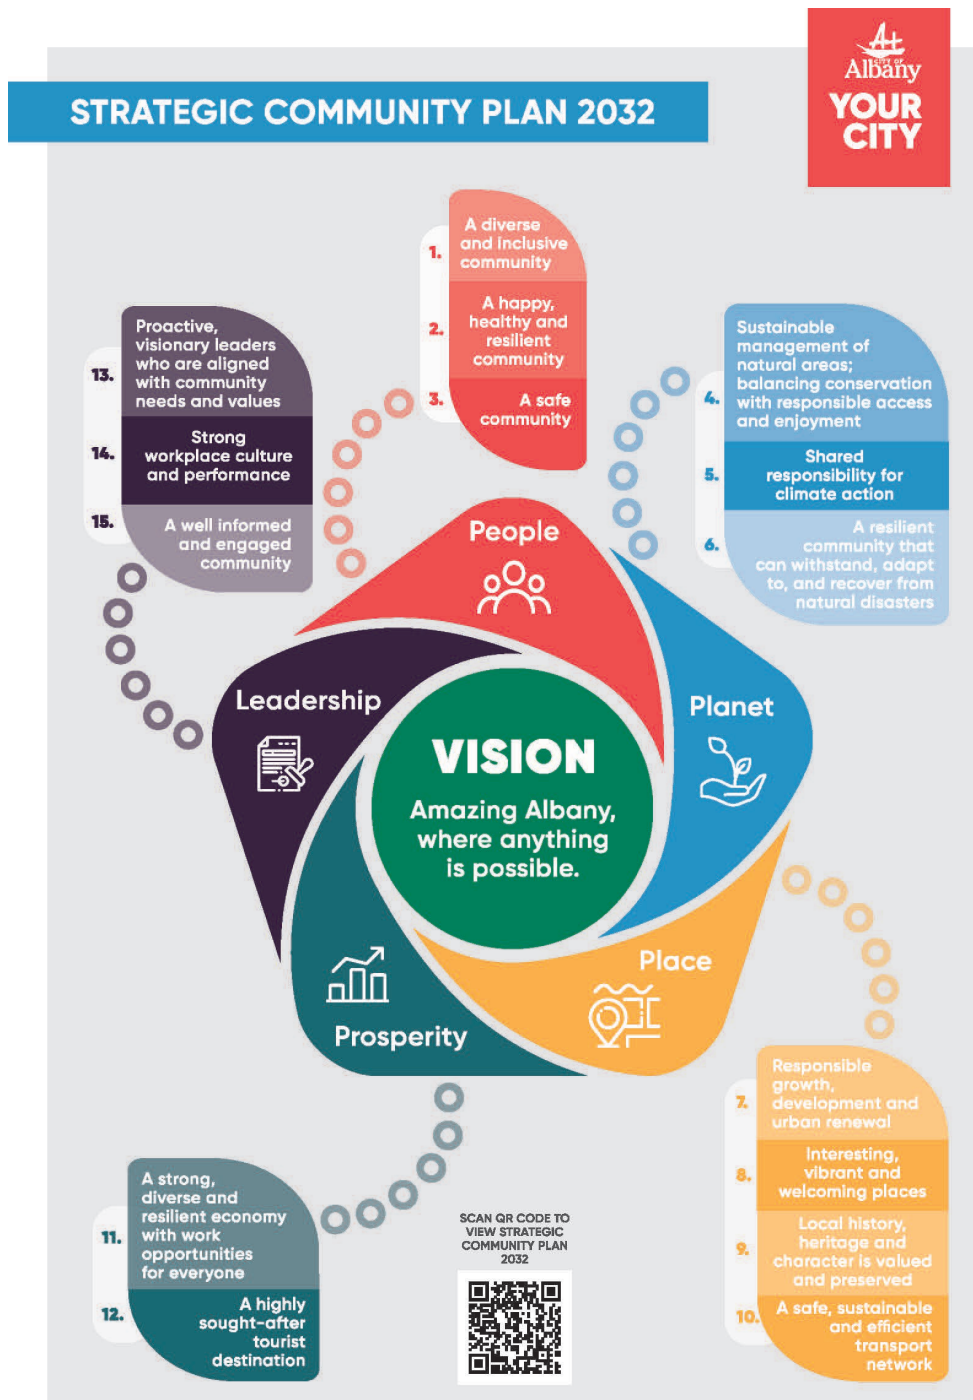 CITY OF
Albany
YOUR
CITY
STRATEGIC COMMUNITY PLAN 2032
1.
A diverse
and inclusive
community
2.
A happy,
healthy and
resilient
community
3.
A safe
community
13.
Proactive,
visionary leaders
who are aligned
with community
needs and values
14.
Strong
workplace culture
and performance
15.
A well informed
and engaged
community
4.
Sustainable
management of
natural areas;
balancing conservation
with responsible access
and enjoyment
5.
Shared
responsibility for
climate action
6.
A resilient
community that
can withstand, adapt
to, and recover from
natural disasters
People
Leadership
Planet
VISION
Amazing Albany,
where anything
is possible.
Place
Prosperity
7.
Responsible
growth,
development and
urban renewal
8.
Interesting,
vibrant and
welcoming places
9.
Local history,
heritage and
character is valued
and preserved
10.
A safe, sustainable
and efficient
transport
network
11.
A strong,
diverse and
resilient economy
with work
opportunities
for everyone
12.
A highly
sought-after
tourist
destination
SCAN QR CODE TO
VIEW STRATEGIC
COMMUNITY PLAN
2032